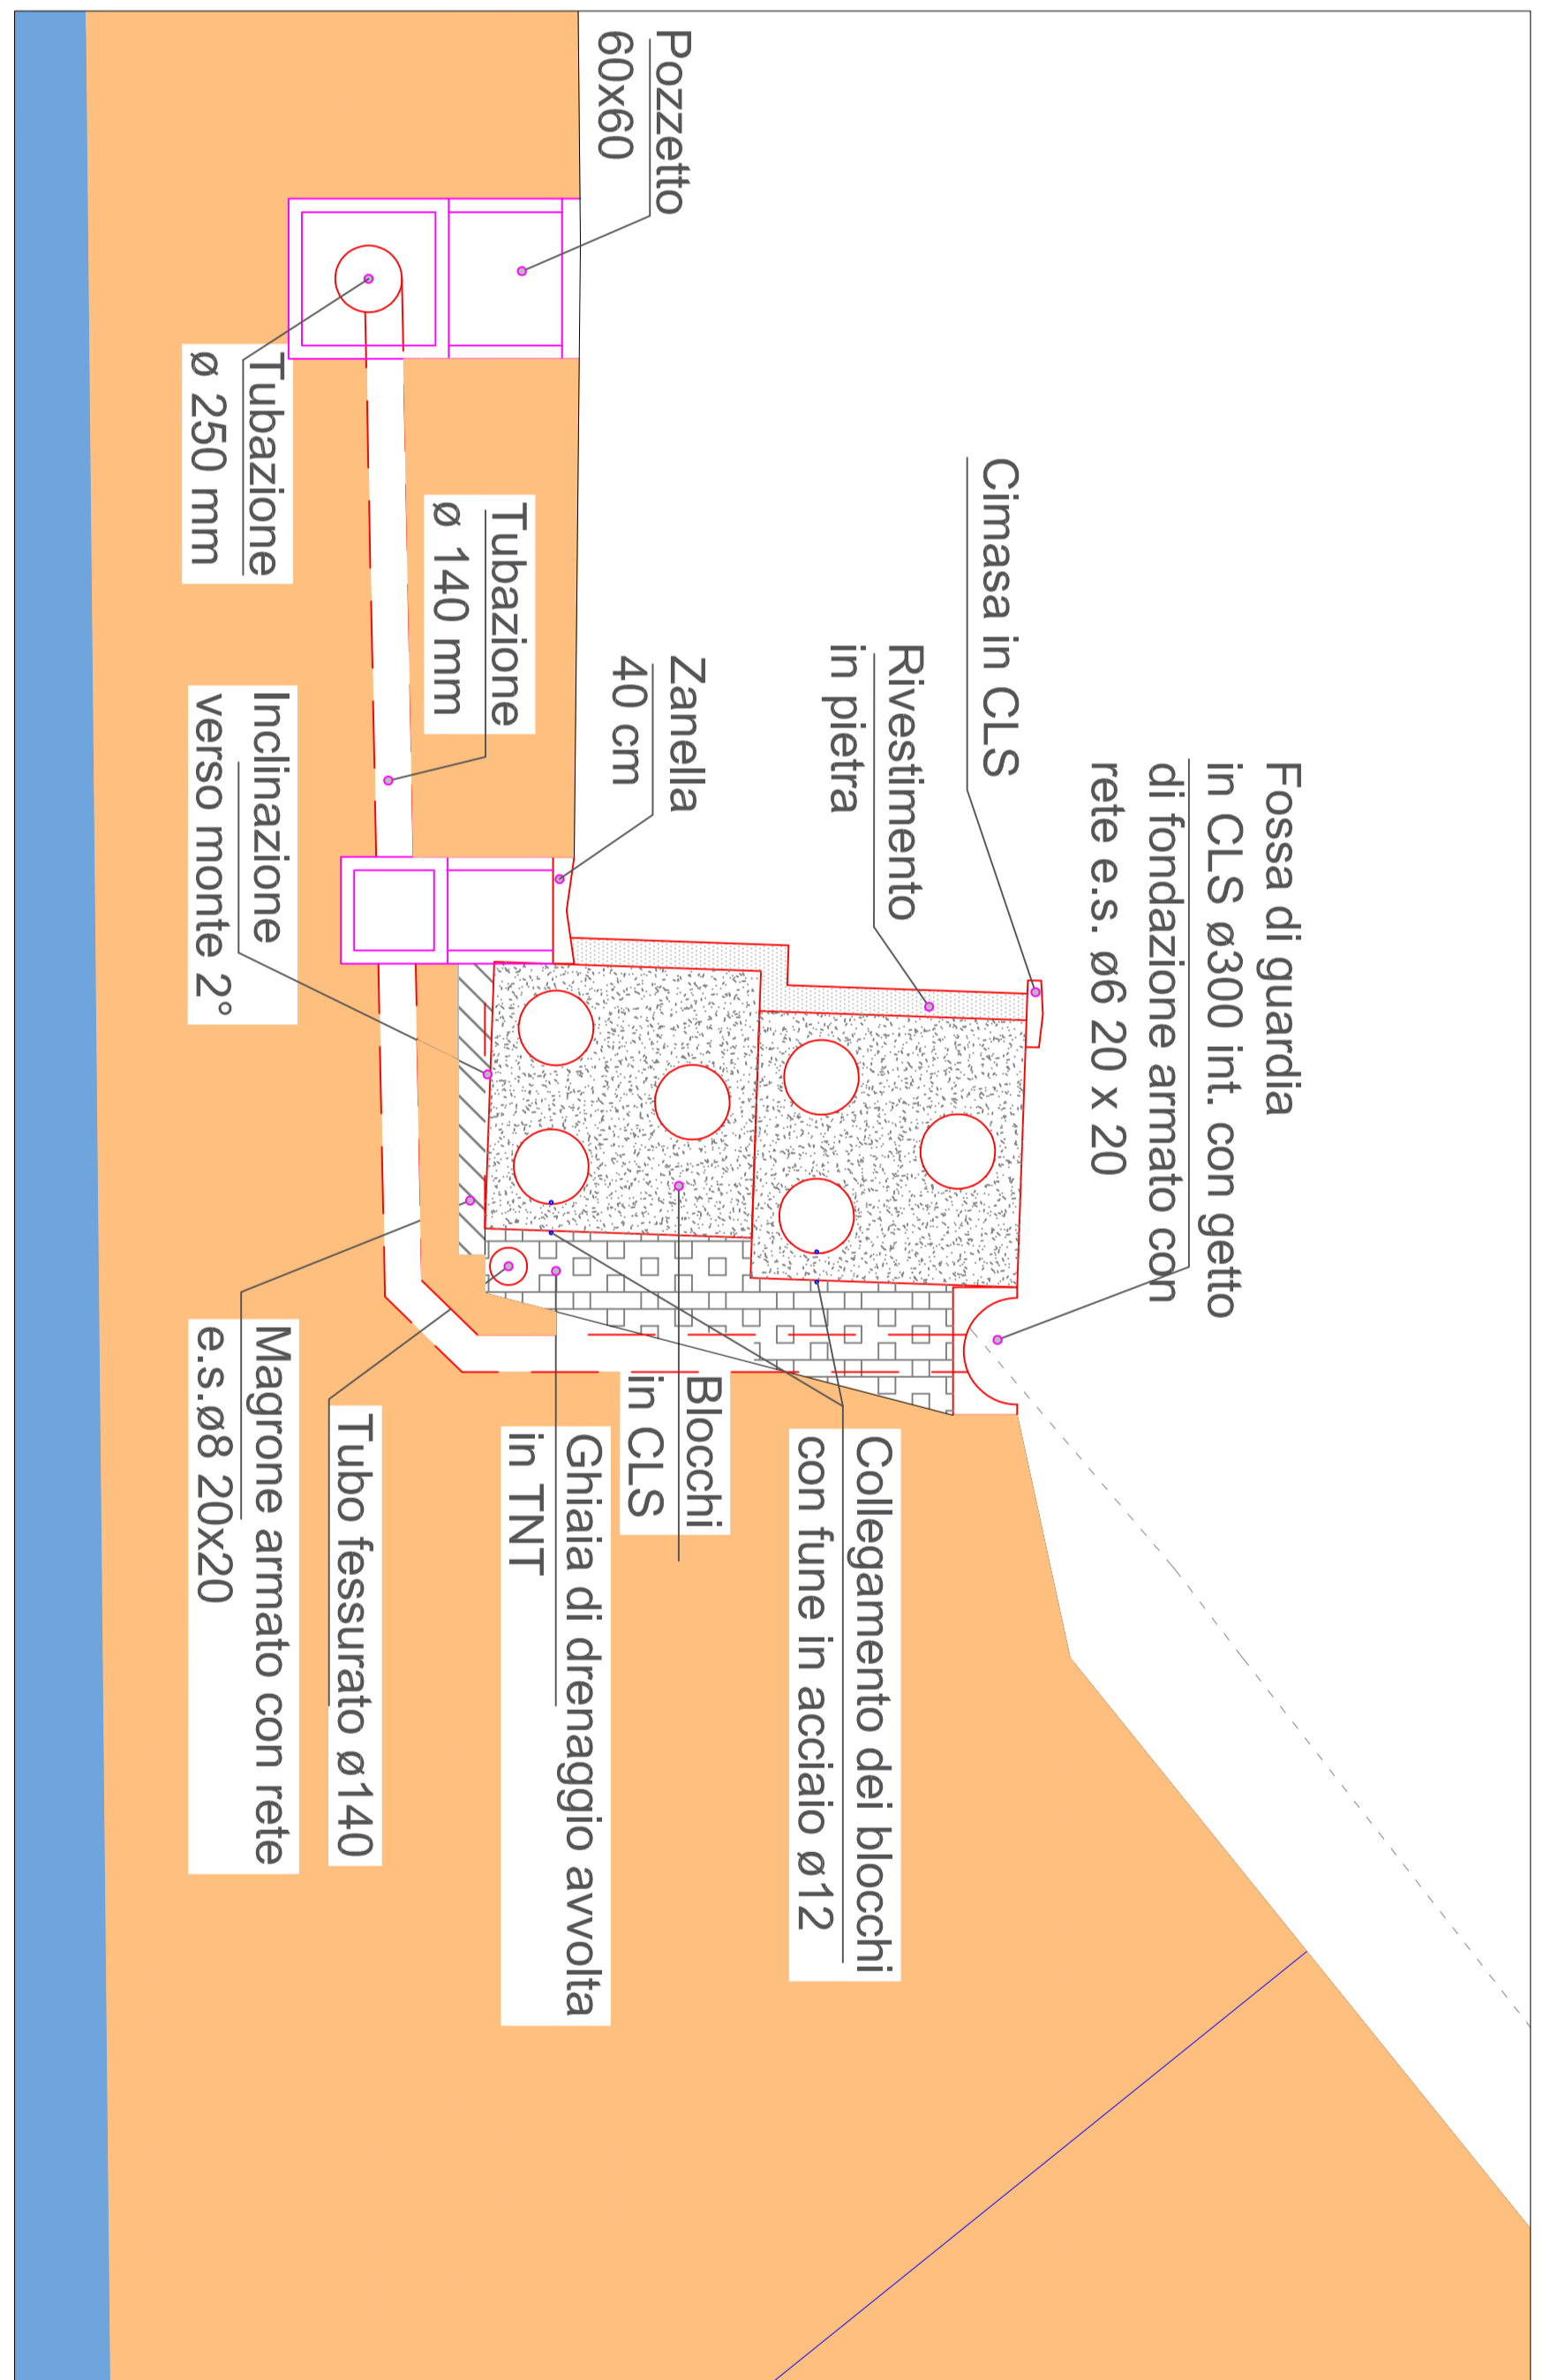 Fossa di guardia
in CLS ø300 int. con getto
di fondazione armato con
rete e.s. ø6 20 x 20
Cimasa in CLS
Rivestimento
in pietra
Pozzetto
60x60
Zanella
40 cm
Tubazione
ø 140 mm
Tubazione
ø 250 mm
Inclinazione
verso monte 2°
Collegamento dei blocchi
con fune in acciaio ø12
Blocchi
in CLS
Ghiaia di drenaggio avvolta
in TNT
Tubo fessurato ø140
Magrone armato con rete
e.s.ø8 20x20